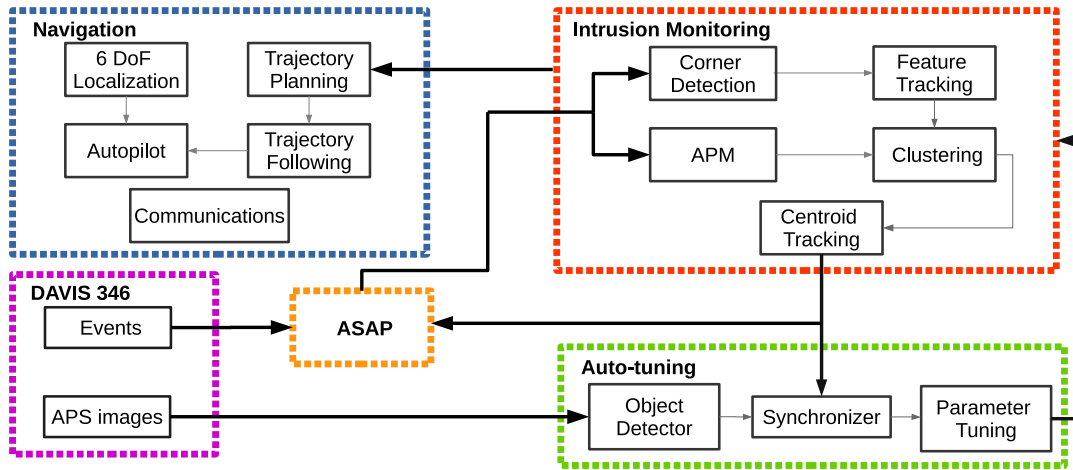 Navigation
6 DoF
Localization
Trajectory
Planning
Autopilot
Trajectory
Following
Communications
Intrusion Monitoring
Corner
Detection
Feature
Tracking
APM
Clustering
Centroid
Tracking
DAVIS 346
Events
APS images
ASAP
Auto-tuning
Object
Detector
Synchronizer
Parameter
Tuning